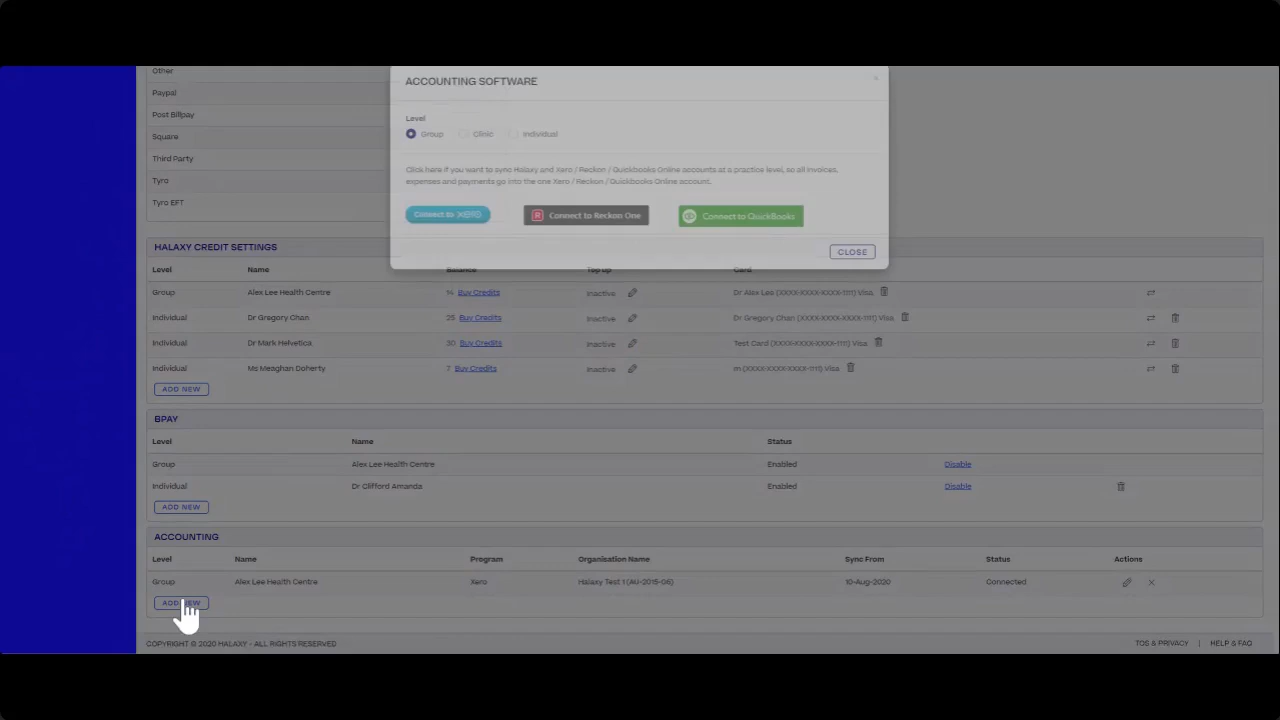 Other
Paypal
Post Billpay
Square
Third Party
Tyro
Tyro EFT
ACCOUNTING SOFTWARE
×
Level
Group Clinic Individual
Click here if you want to sync Halaxy and Xero / Reckon / Quickbooks Online accounts at a practice level, so all invoices,
expenses and payments go into the one Xero / Reckon / Quickbooks Online account.
Connect to xero R Connect to Reckon One qb Connect to QuickBooks
CLOSE
HALAXY CREDIT SETTINGS
Level Name Balance Top up Card
Group Alex Lee Health Centre 14 Buy Credits Inactive Dr Alex Lee (XXXX-XXXX-XXXX-1111) Visa
Individual Dr Gregory Chan 25 Buy Credits Inactive Dr Gregory Chan (XXXX-XXXX-XXXX-1111) Visa
Individual Dr Mark Helvetica 30 Buy Credits Inactive Test Card (XXXX-XXXX-XXXX-1111) Visa
Individual Ms Meaghan Doherty 7 Buy Credits Inactive m (XXXX-XXXX-XXXX-1111) Visa
ADD NEW
BPAY
Level Name Status
Group Alex Lee Health Centre Enabled Disable
Individual Dr Clifford Amanda Enabled Disable
ADD NEW
ACCOUNTING
Level Name Program Organisation Name Sync From Status Actions
Group Alex Lee Health Centre Xero Halaxy Test 1 (AU-2015-06) 10-Aug-2020 Connected
ADD NEW
COPYRIGHT © 2020 HALAXY - ALL RIGHTS RESERVED TOS & PRIVACY | HELP & FAQ